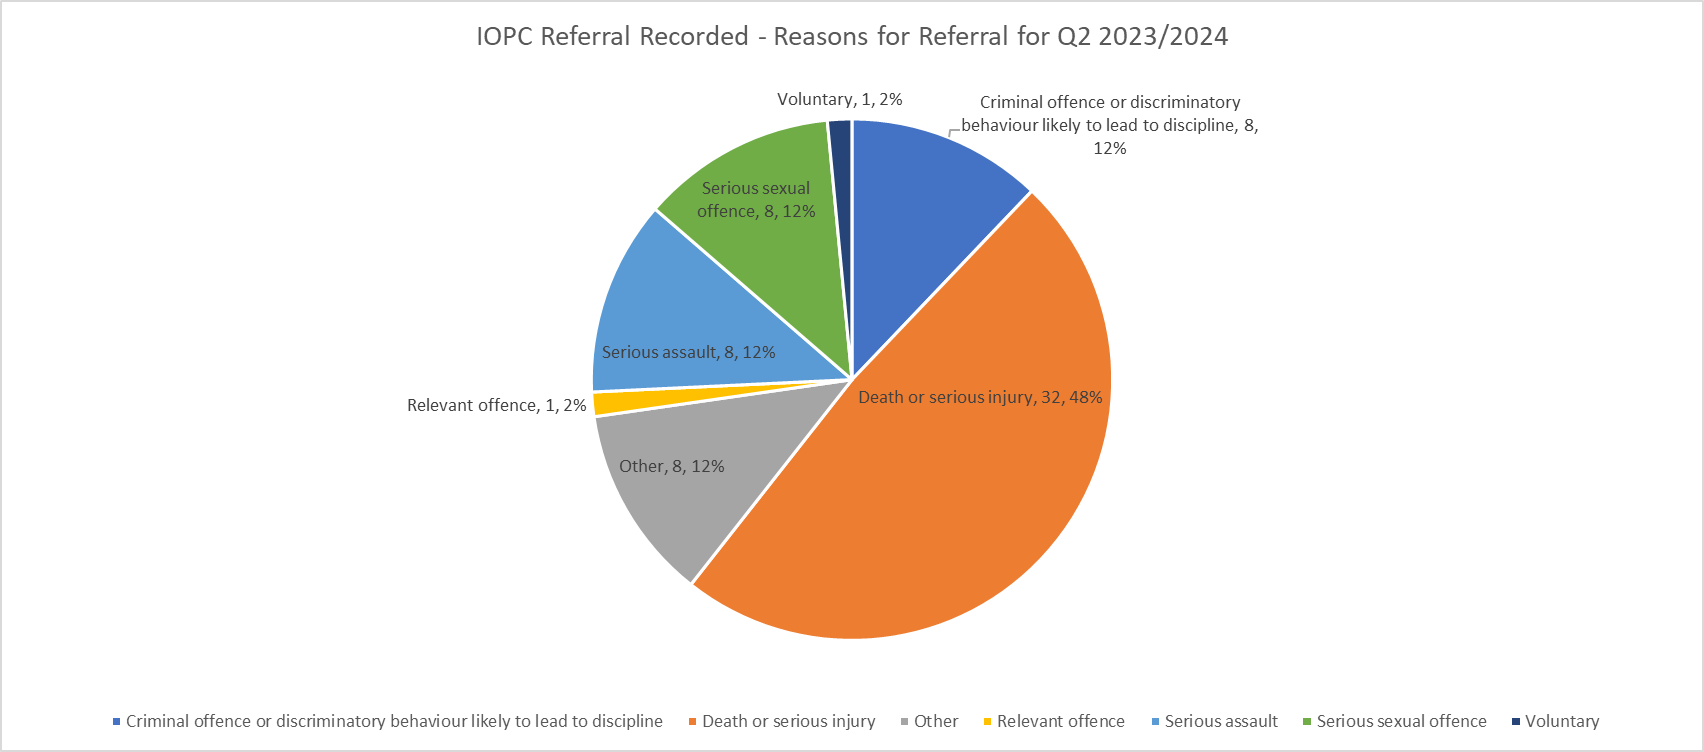 IOPC Referral Recorded - Reasons for Referral for Q2 2023/2024
Voluntary, 1, 2%
Criminal offence or discriminatory
behaviour likely to lead to discipline, 8,
12%
Serious sexual
offence, 8, 12%
Serious assault, 8, 12%
Death or serious injury, 32, 48%
Relevant offence, 1, 2%
Other, 8, 12%
Criminal offence or discriminatory behaviour likely to lead to discipline
Death or serious injury
Other
Relevant offence
Serious assault
Serious sexual offence
Voluntary